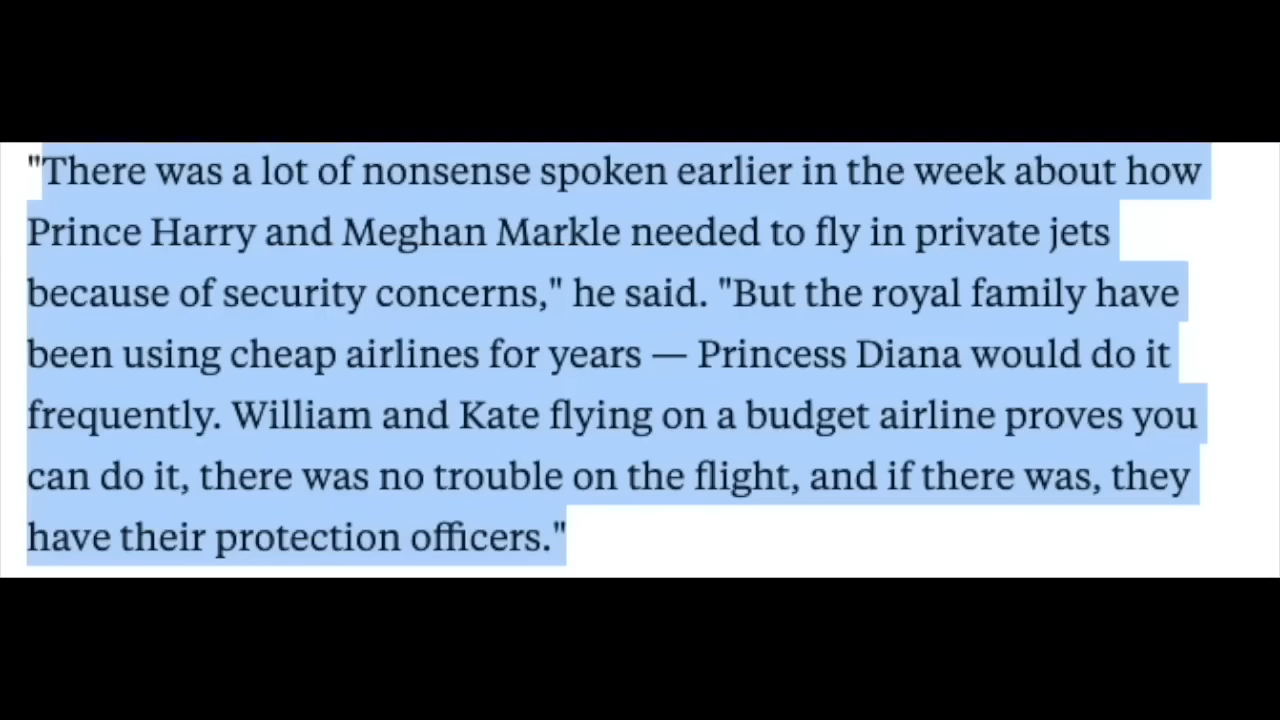 "There was a lot of nonsense spoken earlier in the week about how
Prince Harry and Meghan Markle needed to fly in private jets
because of security concerns," he said. "But the royal family have
been using cheap airlines for years — Princess Diana would do it
frequently. William and Kate flying on a budget airline proves you
can do it, there was no trouble on the flight, and if there was, they
have their protection officers."